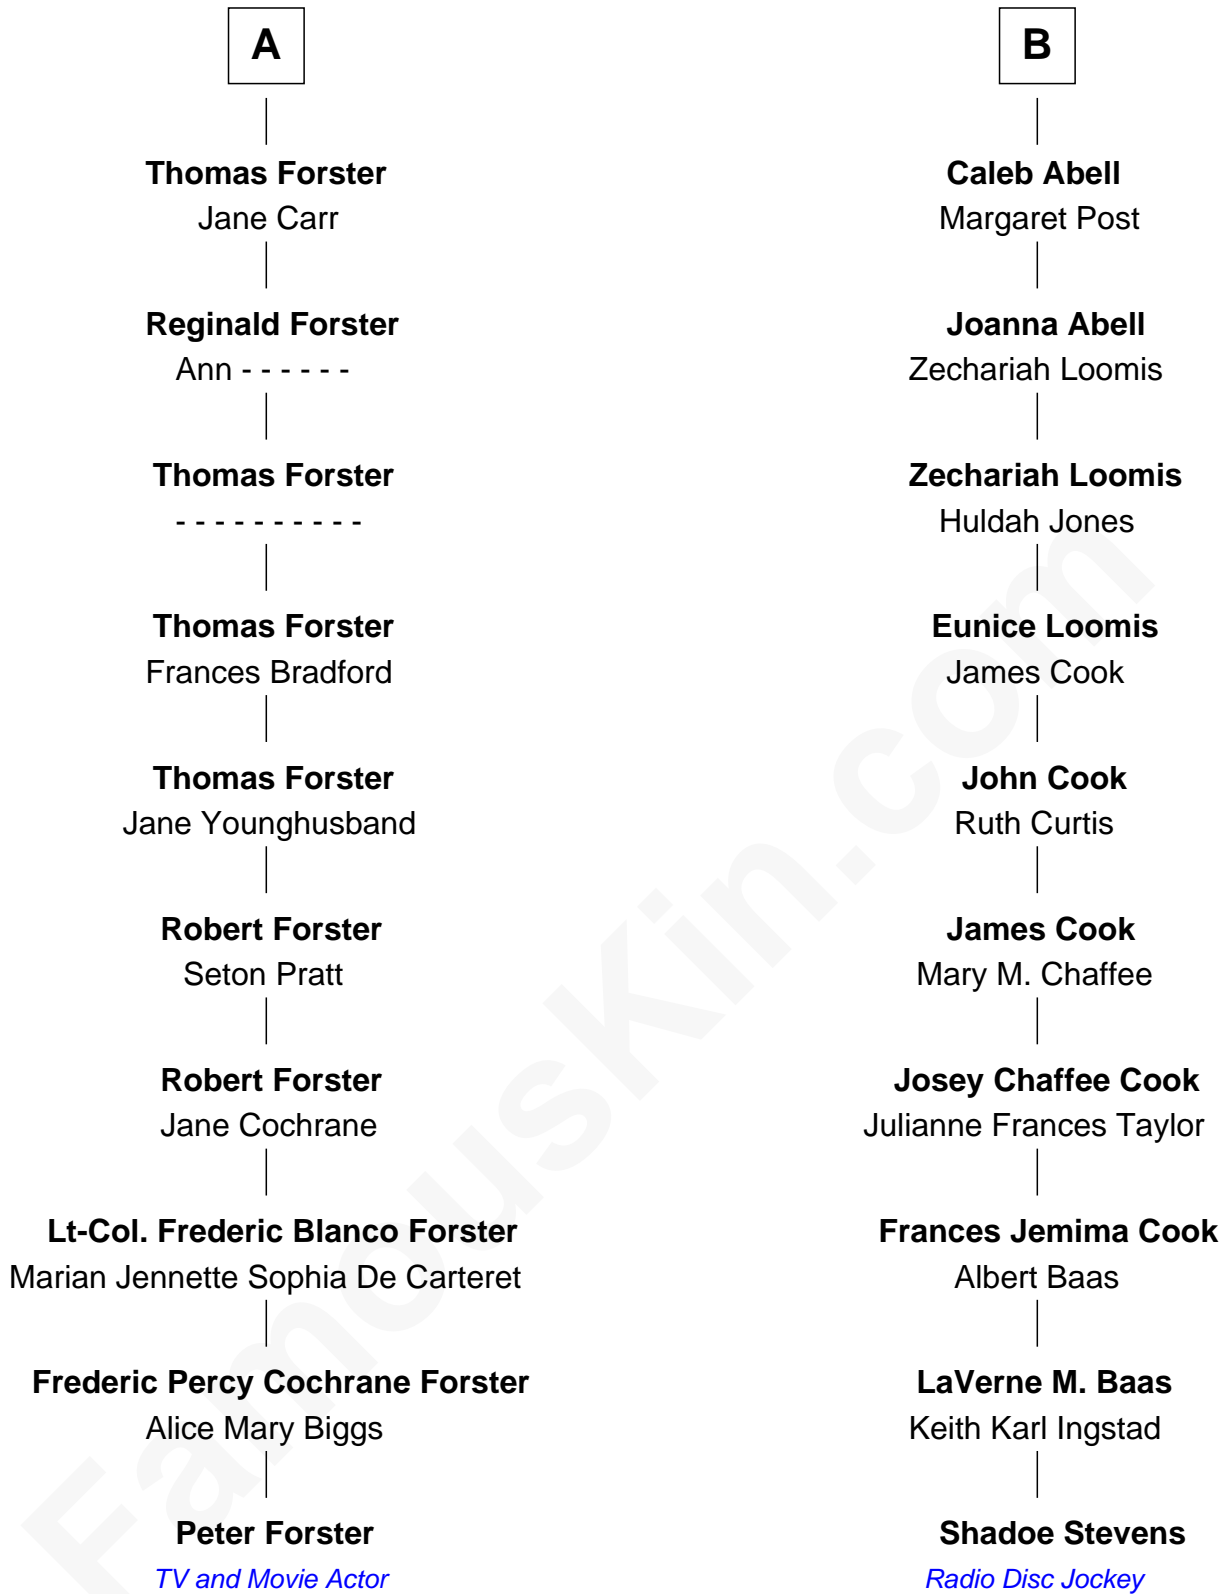 A
Thomas Forster
Jane Carr
Reginald Forster
Ann - - - - - -
Thomas Forster
- - - - - - - - - -
Thomas Forster
Frances Bradford
Thomas Forster
Jane Younghusband
Robert Forster
Seton Pratt
Robert Forster
Jane Cochrane
Lt-Col. Frederic Blanco Forster
Marian Jennette Sophia De Carteret
Frederic Percy Cochrane Forster
Alice Mary Biggs
Peter Forster
TV and Movie Actor
B
Caleb Abell
Margaret Post
Joanna Abell
Zechariah Loomis
Zechariah Loomis
Huldah Jones
Eunice Loomis
James Cook
John Cook
Ruth Curtis
James Cook
Mary M. Chaffee
Josey Chaffee Cook
Julianne Frances Taylor
Frances Jemima Cook
Albert Baas
LaVerne M. Baas
Keith Karl Ingstad
Shadoe Stevens
Radio Disc Jockey
FamousKin.com